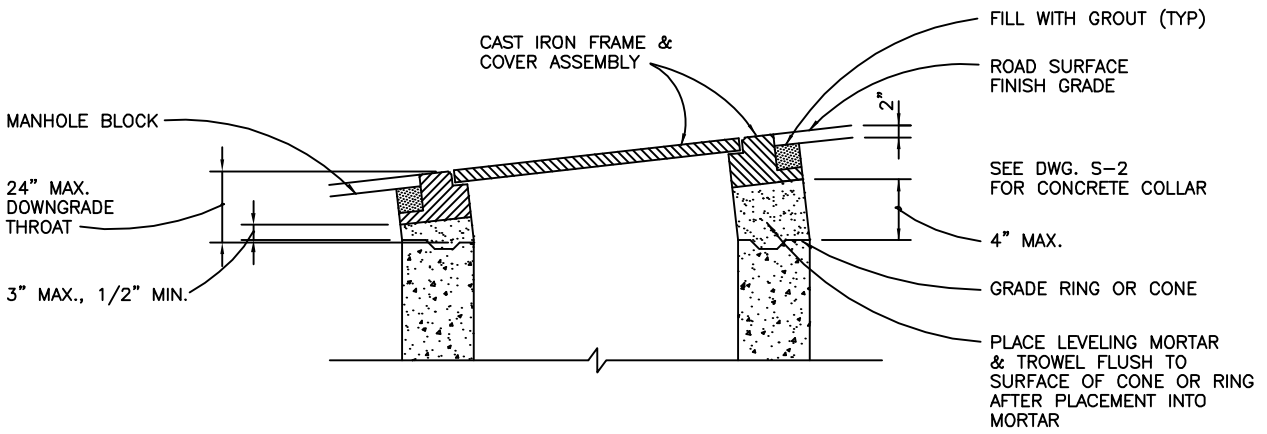 FILL WITH GROUT (TYP)
CAST IRON FRAME &
COVER ASSEMBLY
ROAD SURFACE
FINISH GRADE
2"
MANHOLE BLOCK
24" MAX.
DOWNGRADE
THROAT
SEE DWG. S-2
FOR CONCRETE COLLAR
4" MAX.
3" MAX., 1/2" MIN.
GRADE RING OR CONE
PLACE LEVELING MORTAR
& TROWEL FLUSH TO
SURFACE OF CONE OR RING
AFTER PLACEMENT INTO
MORTAR